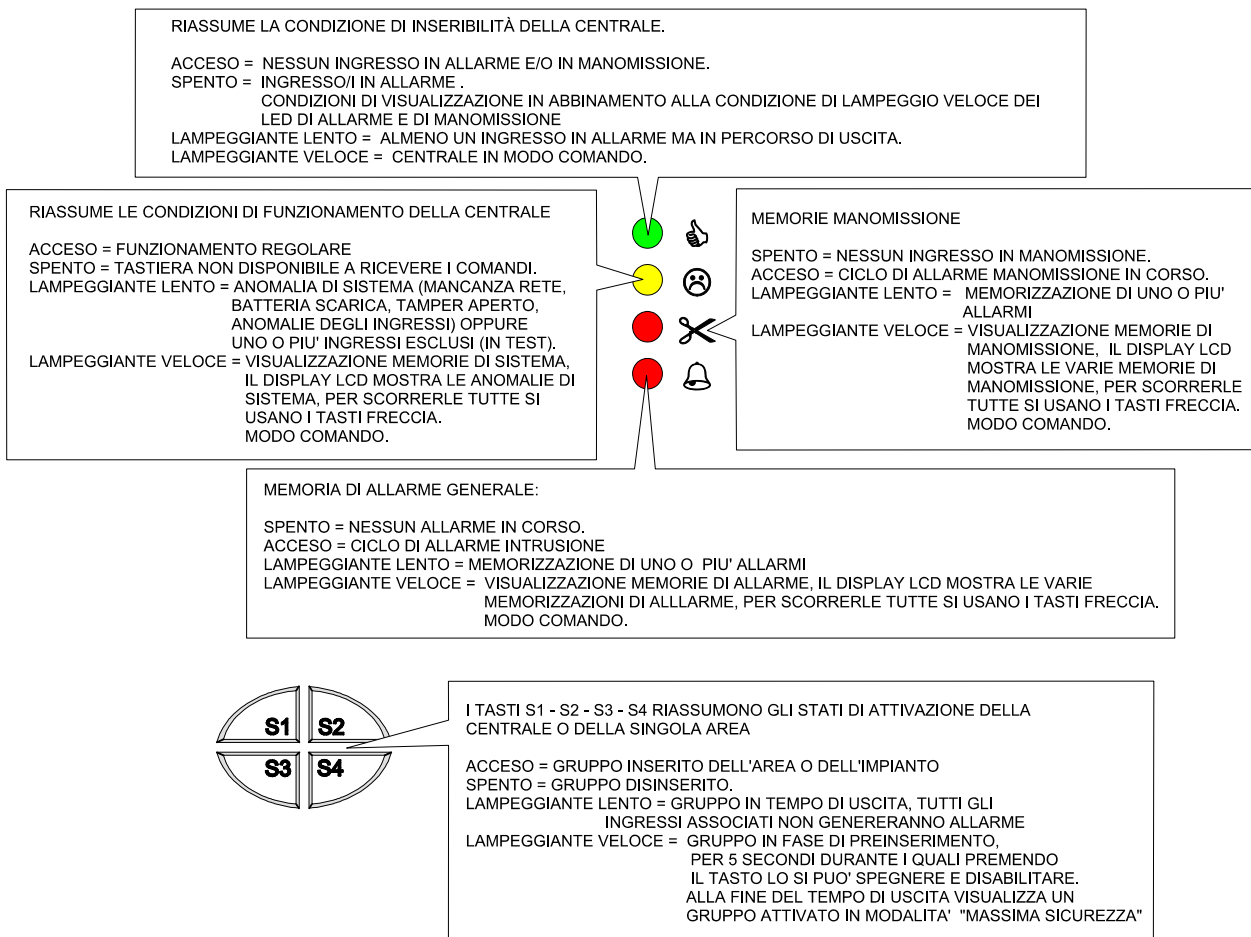 RIASSUME LA CONDIZIONE DI INSERIBILITÀ DELLA CENTRALE.
ACCESO = NESSUN INGRESSO IN ALLARME E/O IN MANOMISSIONE.
SPENTO = INGRESSO/I IN ALLARME .
CONDIZIONI DI VISUALIZZAZIONE IN ABBINAMENTO ALLA CONDIZIONE DI LAMPEGGIO VELOCE DEI
LED DI ALLARME E DI MANOMISSIONE
LAMPEGGIANTE LENTO = ALMENO UN INGRESSO IN ALLARME MA IN PERCORSO DI USCITA.
LAMPEGGIANTE VELOCE = CENTRALE IN MODO COMANDO.
RIASSUME LE CONDIZIONI DI FUNZIONAMENTO DELLA CENTRALE
ACCESO = FUNZIONAMENTO REGOLARE
SPENTO = TASTIERA NON DISPONIBILE A RICEVERE I COMANDI.
LAMPEGGIANTE LENTO = ANOMALIA DI SISTEMA (MANCANZA RETE,
BATTERIA SCARICA, TAMPER APERTO,
ANOMALIE DEGLI INGRESSI) OPPURE
UNO O PIU' INGRESSI ESCLUSI (IN TEST).
LAMPEGGIANTE VELOCE = VISUALIZZAZIONE MEMORIE DI SISTEMA,
IL DISPLAY LCD MOSTRA LE ANOMALIE DI
SISTEMA, PER SCORRERLE TUTTE SI
USANO I TASTI FRECCIA.
MODO COMANDO.
MEMORIE MANOMISSIONE
SPENTO = NESSUN INGRESSO IN MANOMISSIONE.
ACCESO = CICLO DI ALLARME MANOMISSIONE IN CORSO.
LAMPEGGIANTE LENTO = MEMORIZZAZIONE DI UNO O PIU'
ALLARMI
LAMPEGGIANTE VELOCE = VISUALIZZAZIONE MEMORIE DI
MANOMISSIONE, IL DISPLAY LCD
MOSTRA LE VARIE MEMORIE DI
MANOMISSIONE, PER SCORRERLE
TUTTE SI USANO I TASTI FRECCIA.
MODO COMANDO.
MEMORIA DI ALLARME GENERALE:
SPENTO = NESSUN ALLARME IN CORSO.
ACCESO = CICLO DI ALLARME INTRUSIONE
LAMPEGGIANTE LENTO = MEMORIZZAZIONE DI UNO O PIU' ALLARMI
LAMPEGGIANTE VELOCE = VISUALIZZAZIONE MEMORIE DI ALLARME, IL DISPLAY LCD MOSTRA LE VARIE
MEMORIZZAZIONI DI ALLLARME, PER SCORRERLE TUTTE SI USANO I TASTI FRECCIA.
MODO COMANDO.
S1 S2
S3 S4
I TASTI S1 - S2 - S3 - S4 RIASSUMONO GLI STATI DI ATTIVAZIONE DELLA
CENTRALE O DELLA SINGOLA AREA
ACCESO = GRUPPO INSERITO DELL'AREA O DELL'IMPIANTO
SPENTO = GRUPPO DISINSERITO.
LAMPEGGIANTE LENTO = GRUPPO IN TEMPO DI USCITA, TUTTI GLI
INGRESSI ASSOCIATI NON GENERERANNO ALLARME
LAMPEGGIANTE VELOCE = GRUPPO IN FASE DI PREINSERIMENTO,
PER 5 SECONDI DURANTE I QUALI PREMENDO
IL TASTO LO SI PUO' SPEGNERE E DISABILITARE.
ALLA FINE DEL TEMPO DI USCITA VISUALIZZA UN
GRUPPO ATTIVATO IN MODALITA' "MASSIMA SICUREZZA"